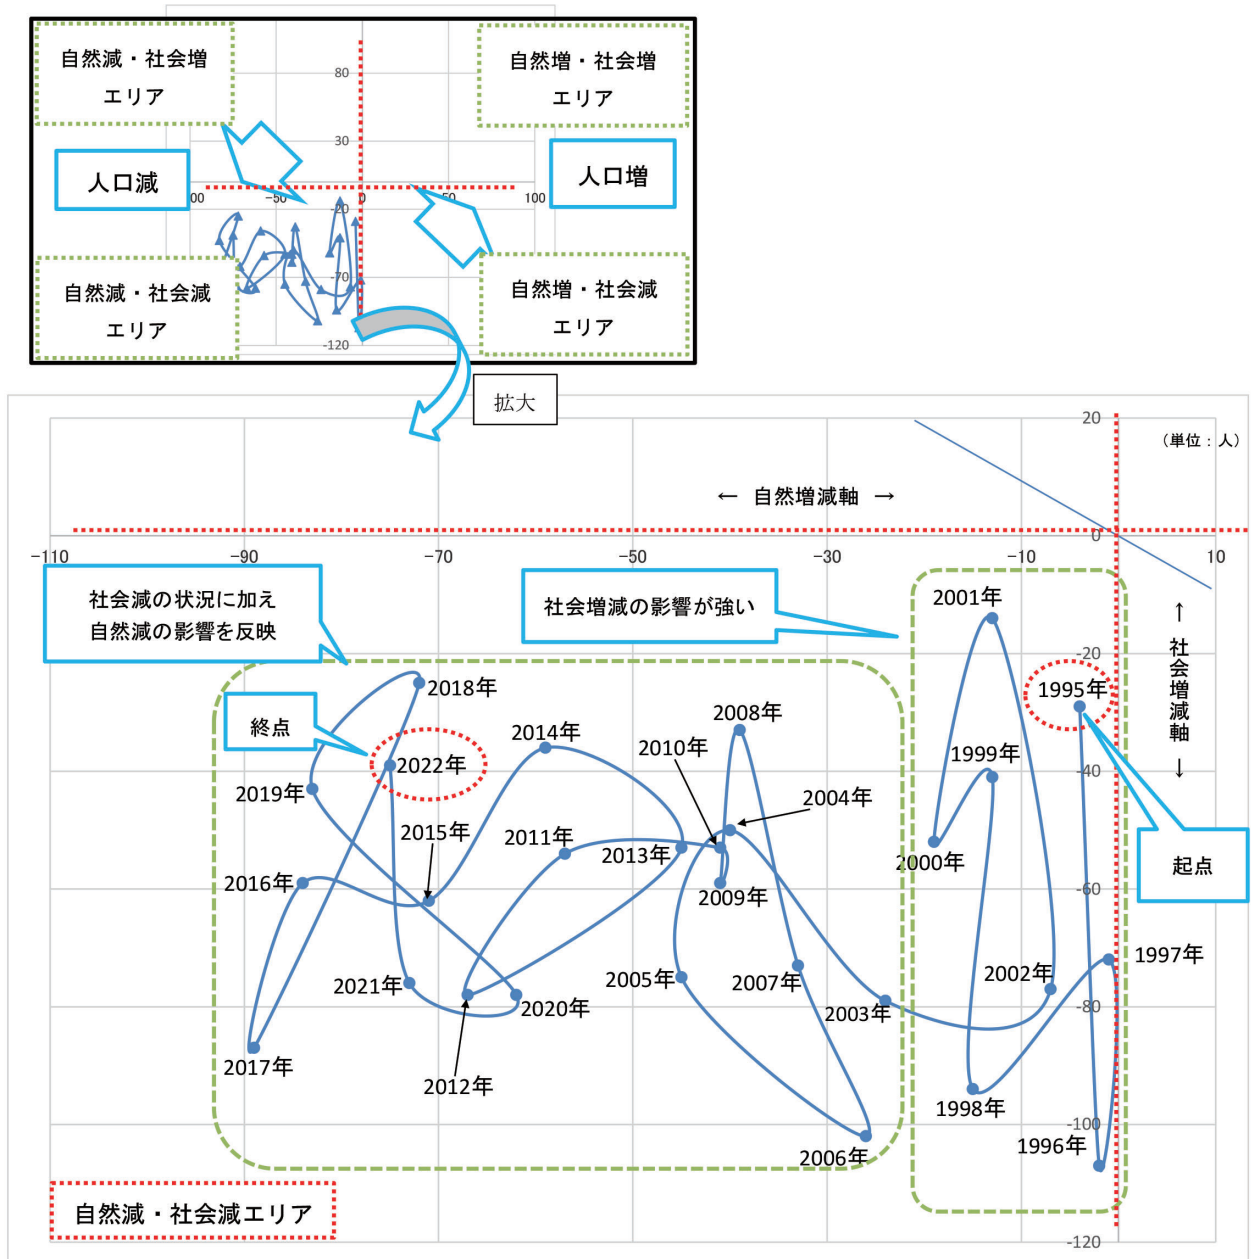 自然減・社会増
エリア
自然増・社会増
エリア
80
30
人口減
人口増
00
-50
0
50
100
-20
自然減・社会減
エリア
自然増・社会減
エリア
-70
-120
拡大
20
（単位：人）
← 自然増減軸 →
0
-110
-90
-70
-50
-30
-10
10
社会減の状況に加え
自然減の影響を反映
社会増減の影響が強い
2001年
↑
社会増減軸
↓
-20
2018年
1995年
終点
2008年
2014年
2010年
1999年
2022年
-40
2019年
2004年
2015年
2011年
2013年
2000年
起点
2016年
2009年
-60
1997年
2005年
2007年
2002年
2021年
2020年
2003年
-80
2017年
2012年
1998年
-100
1996年
2006年
自然減・社会減エリア
-120